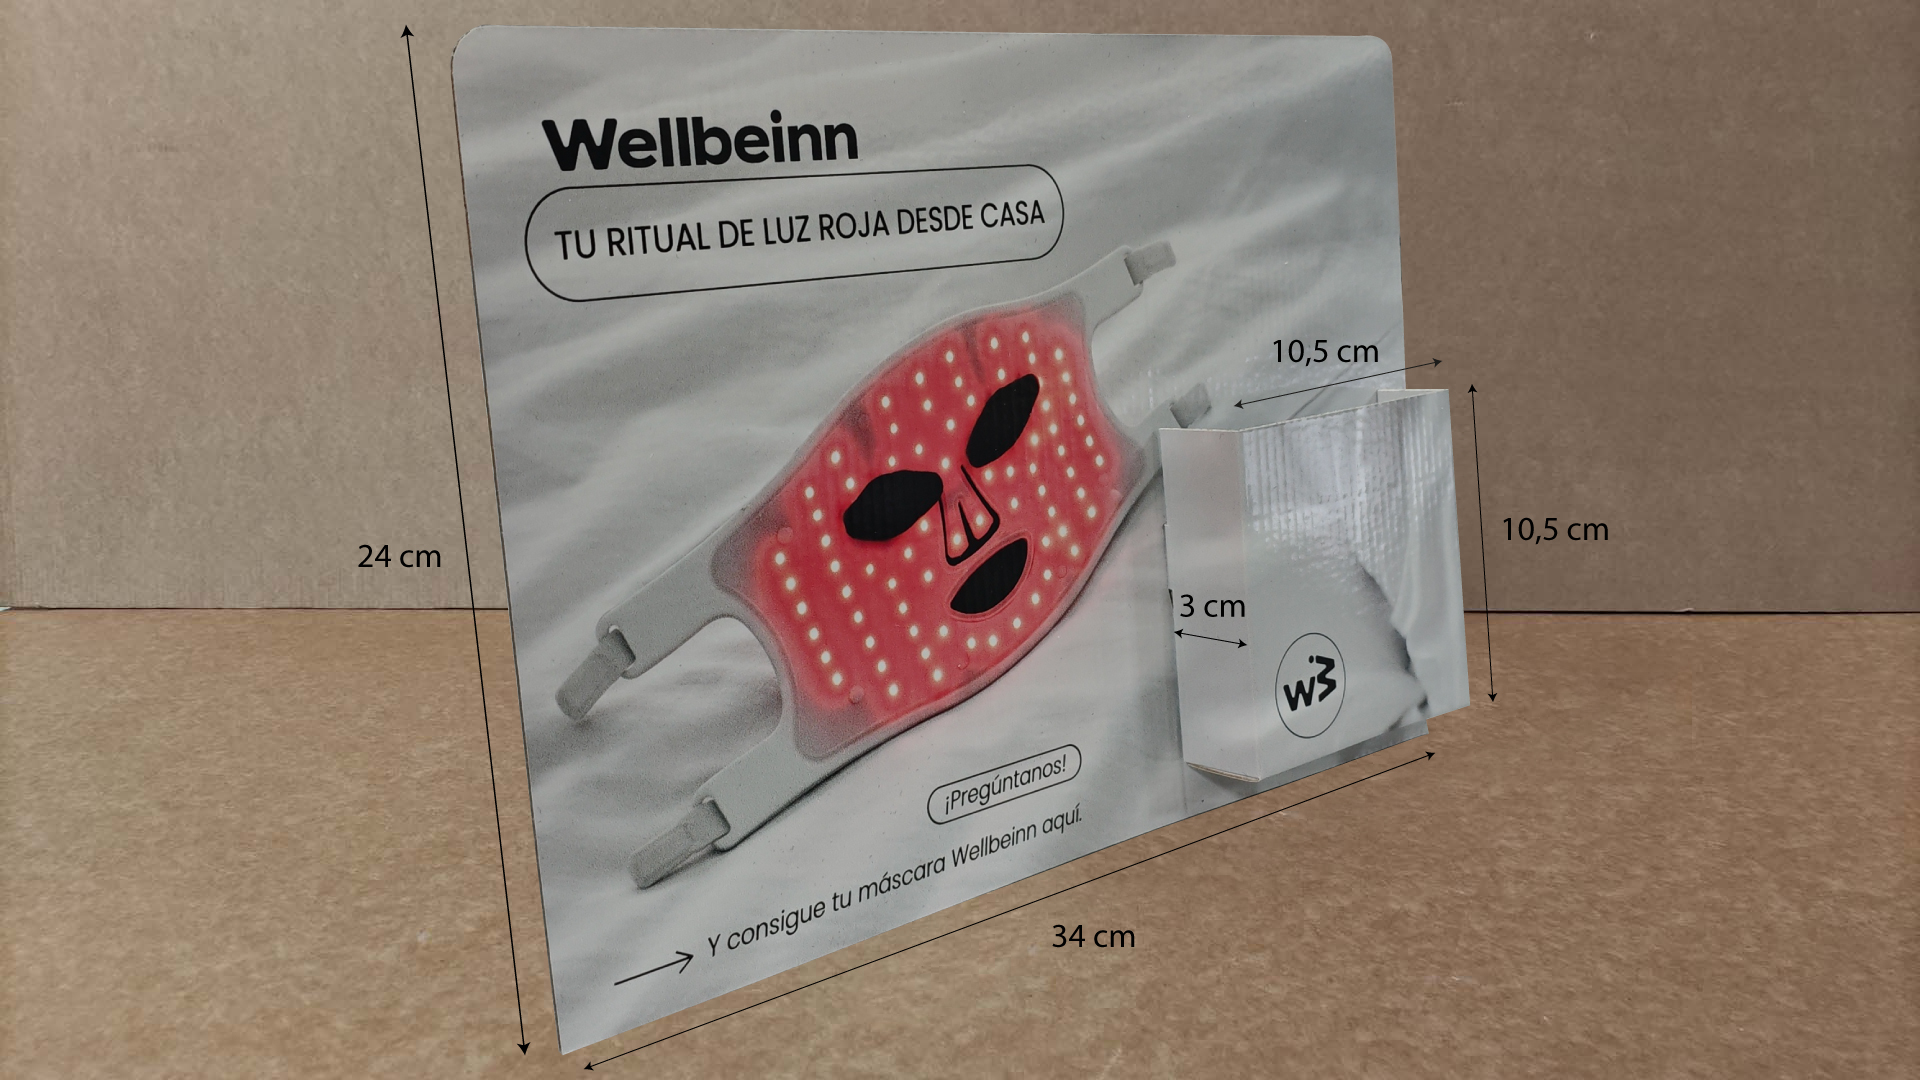 Wellbeinn
TU RITUAL DE LUZ ROJA DESDE CASA
10,5 cm
24 cm
10,5 cm
3 cm
wi3
¡Pregúntanos!
Y consigue tu máscara Wellbeinn aquí.
34 cm